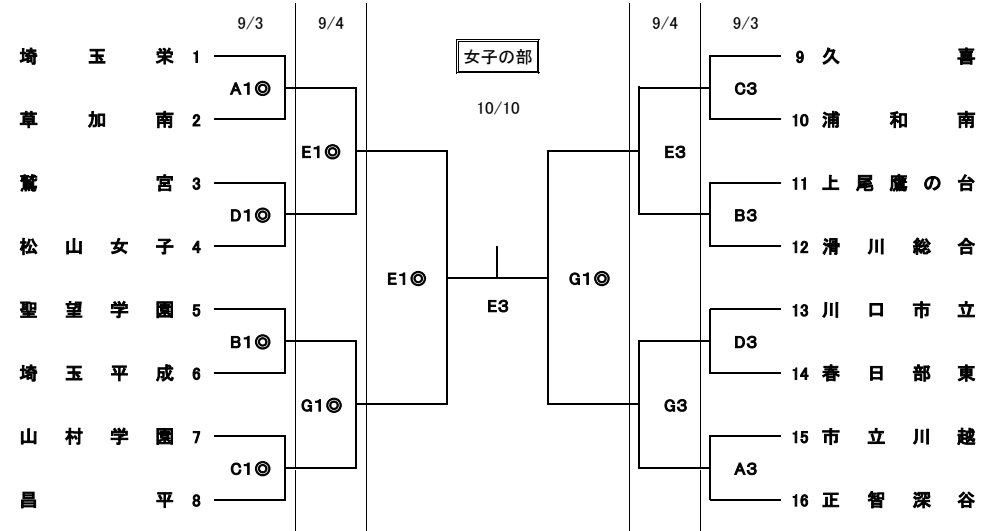 9/3 9/4 9/4 9/3
女子の部
10/10
埼玉栄 1
A1◎
草加南 2
E1◎
鷲宮 3
D1◎
松山女子 4
E1◎
聖望学園 5
B1◎
埼玉平成 6
G1◎
山村学園 7
C1◎
昌平 8
E3
G1◎
9 久喜
C3
10 浦和南
E3
11 上尾鷹の台
B3
12 滑川総合
13 川口市立
D3
14 春日部東
G3
15 市立川越
A3
16 正智深谷